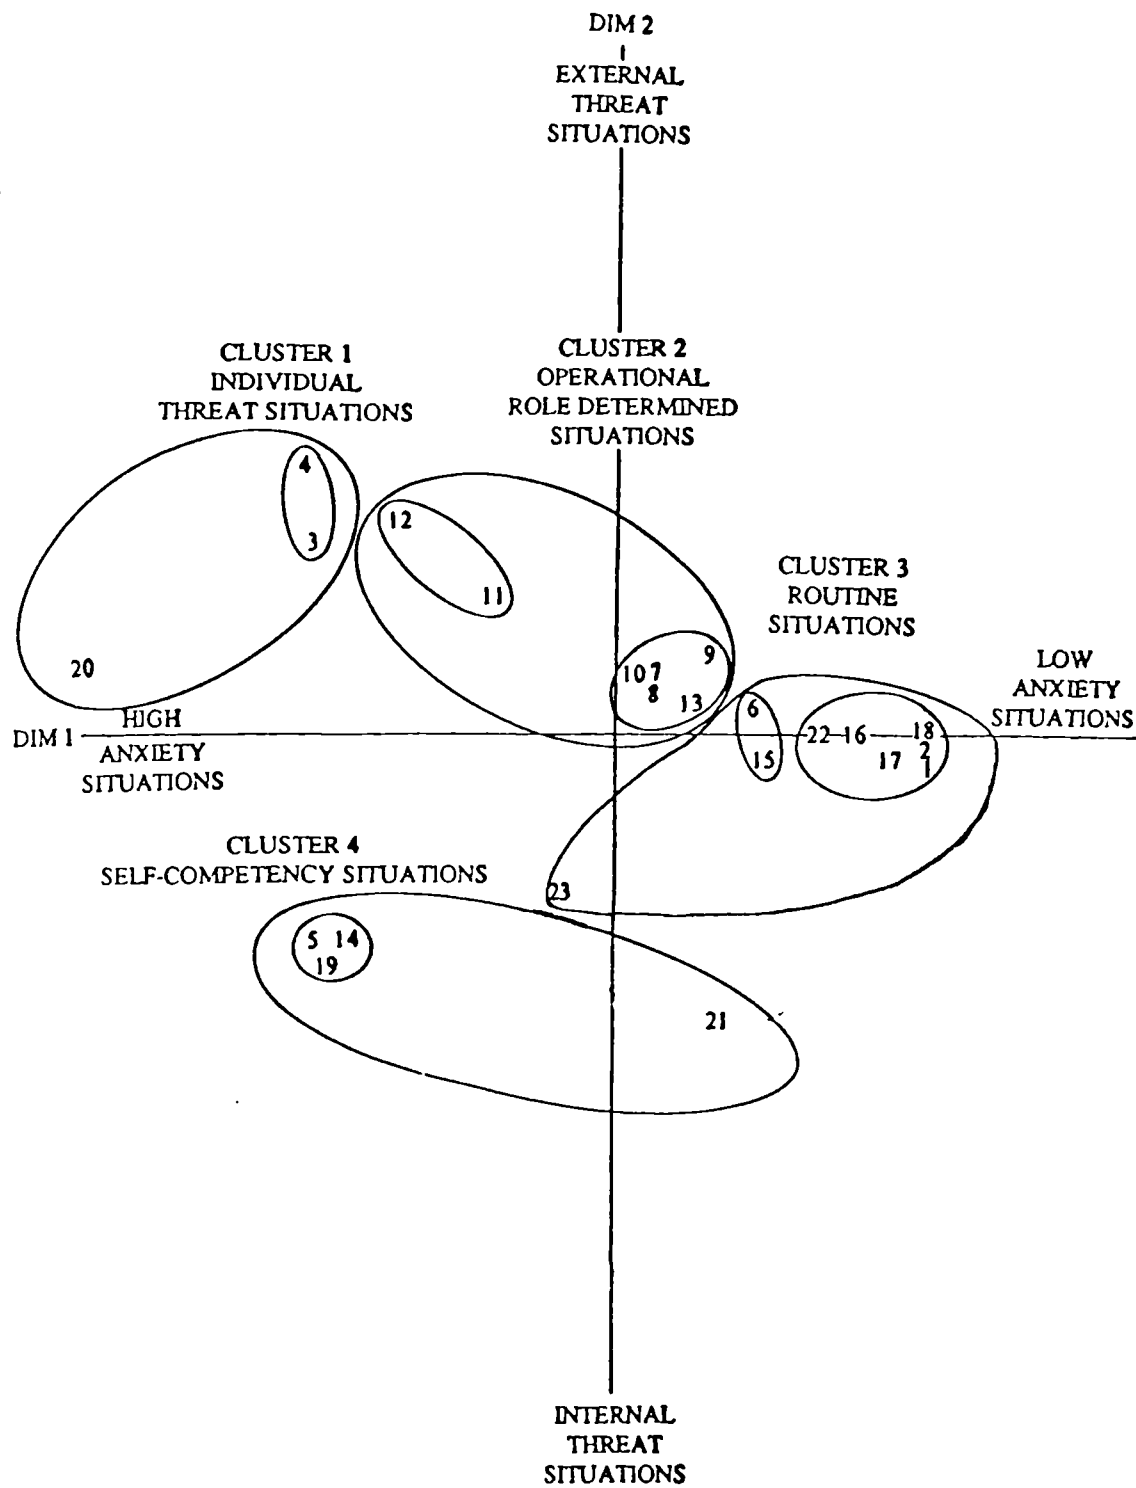 DIM 2
EXTERNAL
THREAT
SITUATIONS
CLUSTER 1
INDIVIDUAL
THREAT SITUATIONS
CLUSTER 2
OPERATIONAL
ROLE DETERMINED
SITUATIONS
4
3
12
11
20
CLUSTER 3
ROUTINE
SITUATIONS
10 7 9
8 13
LOW
ANXIETY
SITUATIONS
DIM 1
HIGH
ANXIETY
SITUATIONS
6
15
22 16 18
17 2
1
CLUSTER 4
SELF-COMPETENCY SITUATIONS
23
5 14
19
21
INTERNAL
THREAT
SITUATIONS